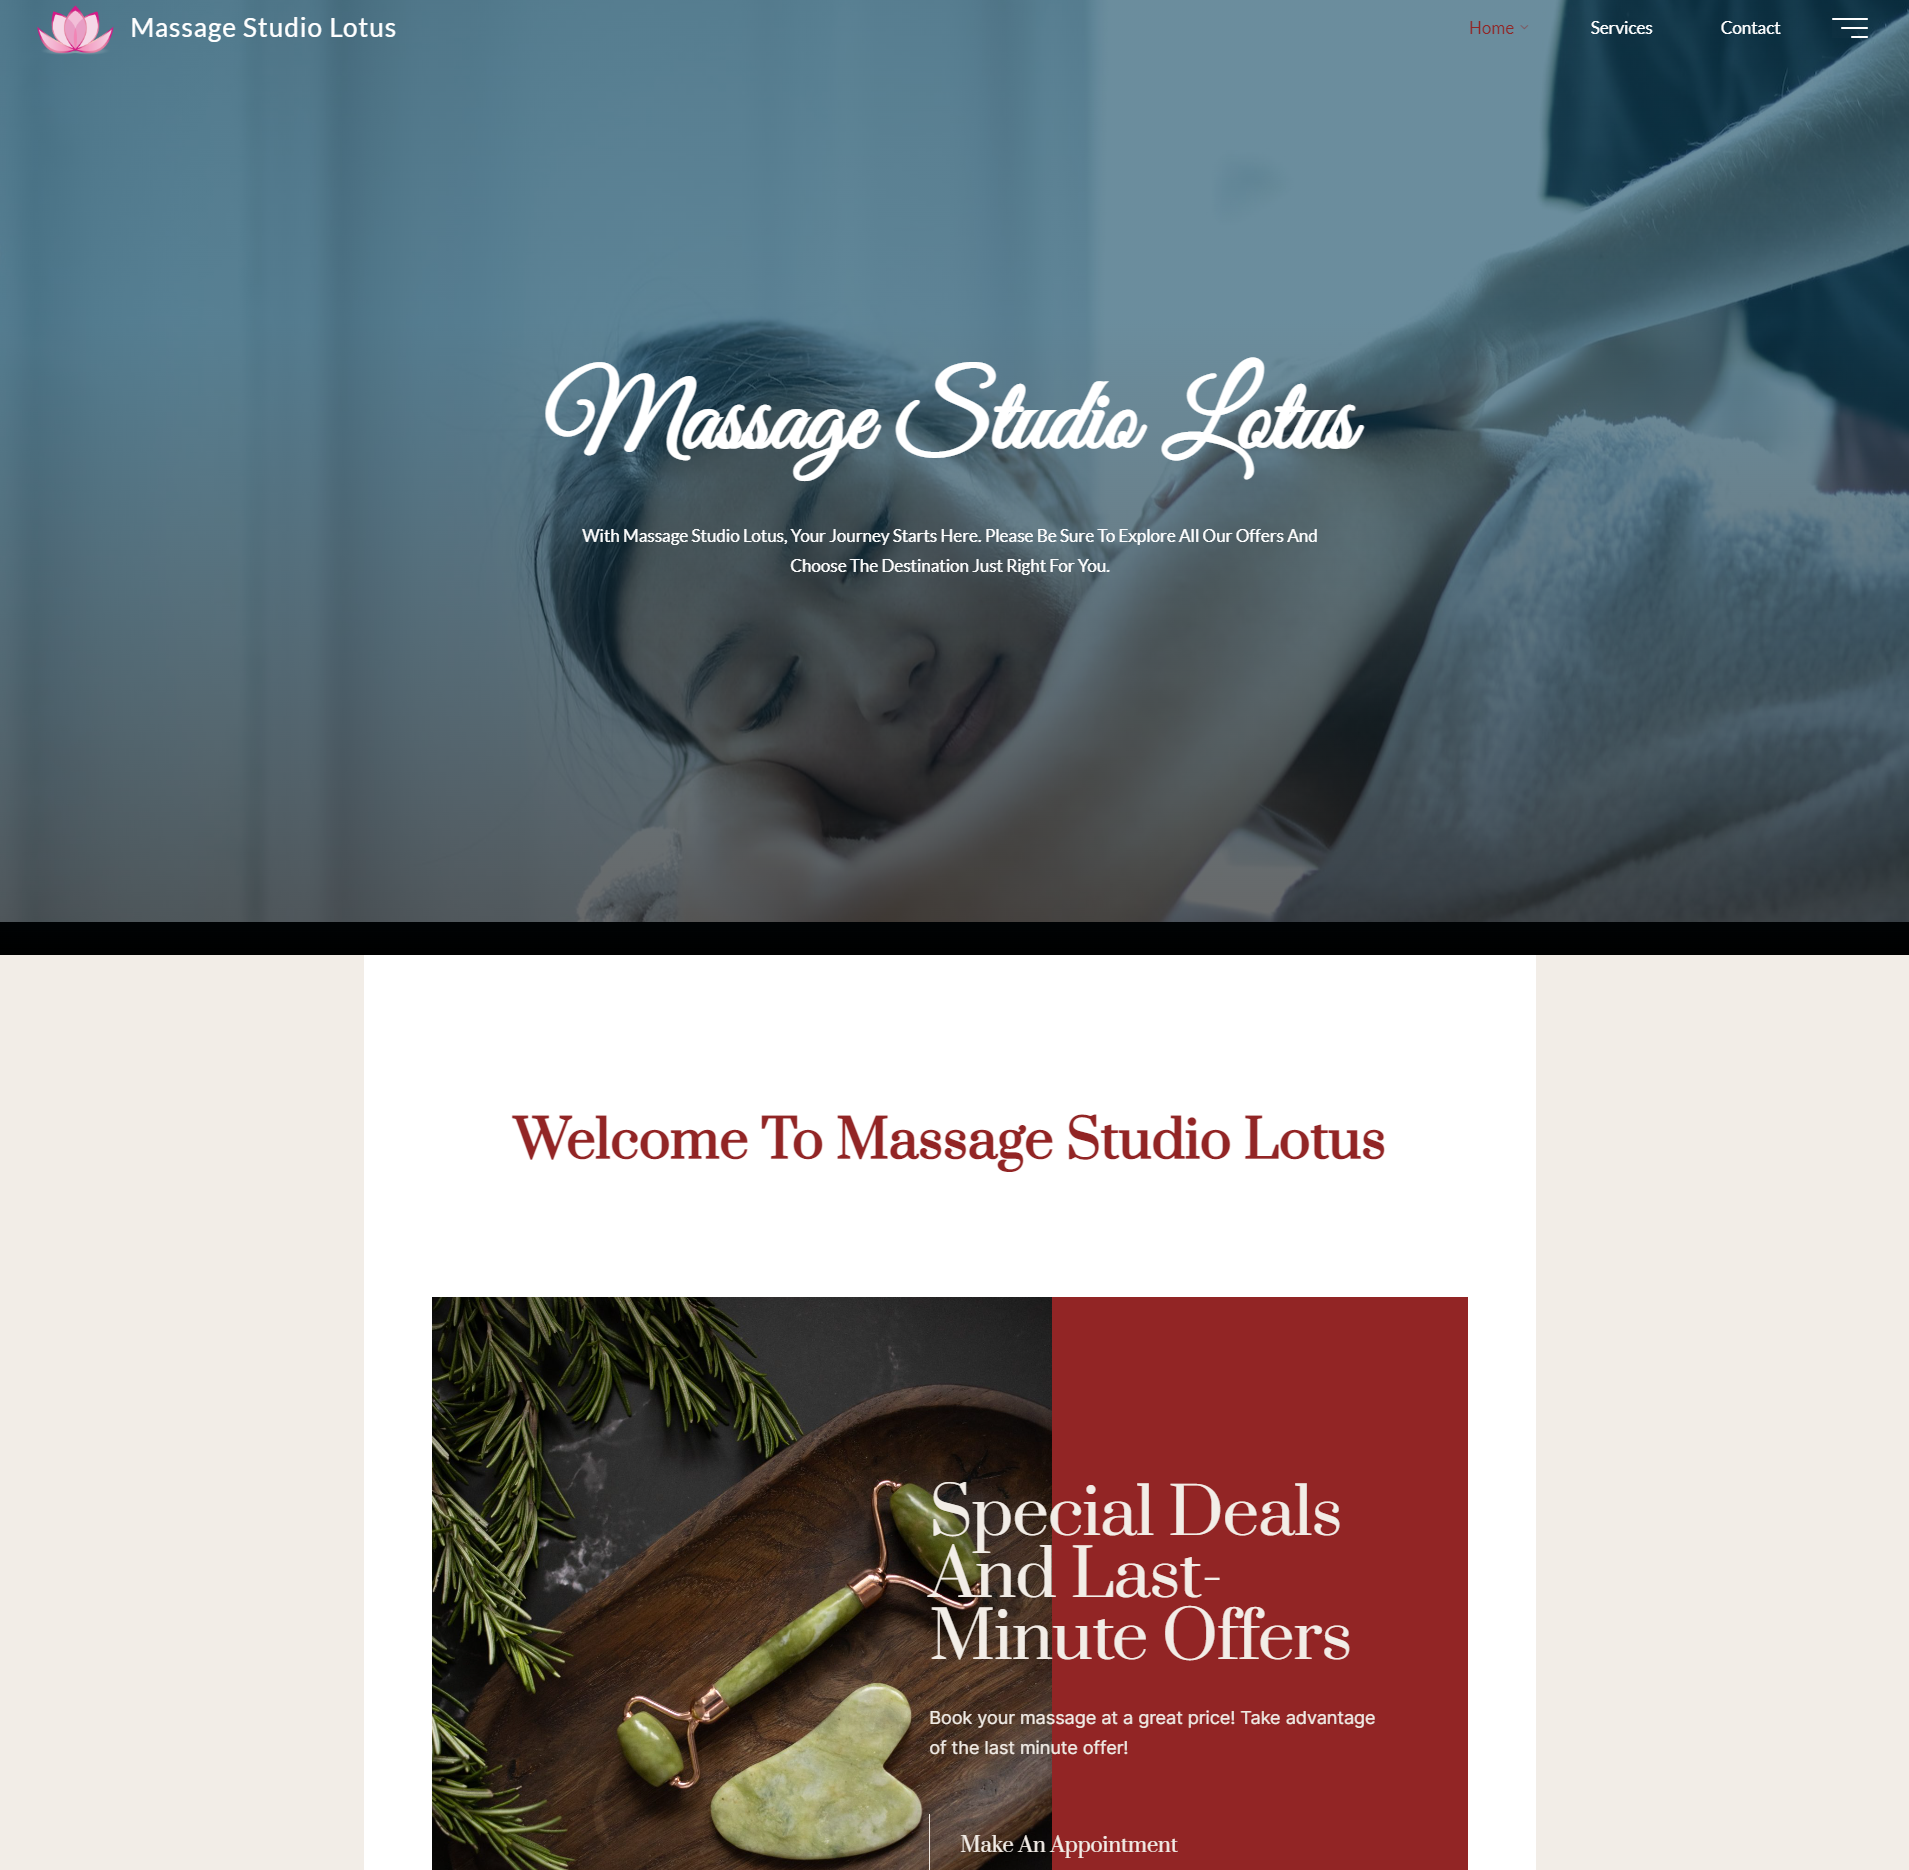 Massage Studio Lotus
Home
Services
Contact
Massage Studio Lotus
With Massage Studio Lotus, Your Journey Starts Here. Please Be Sure To Explore All Our Offers And
Choose The Destination Just Right For You.
Welcome To Massage Studio Lotus
Special Deals
And Last-
Minute Offers
Book your massage at a great price! Take advantage
of the last minute offer!
Make An Appointment